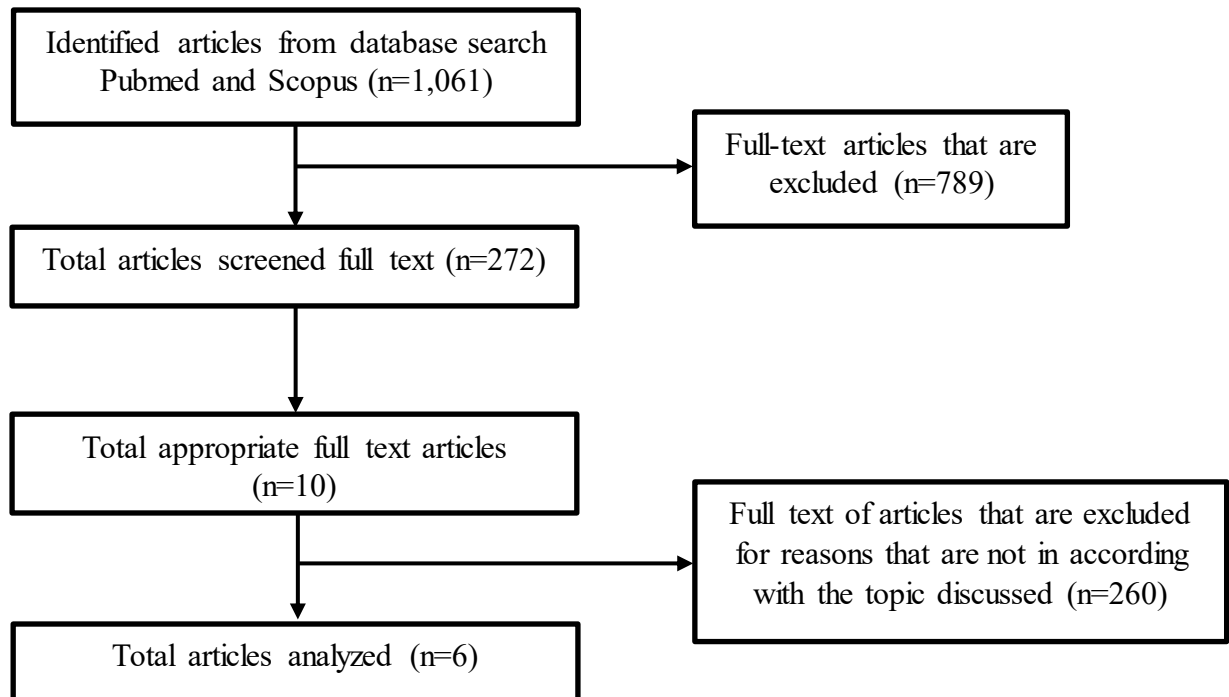 Identified articles from database search
Pubmed and Scopus (n=1,061)
Full-text articles that are
excluded (n=789)
Total articles screened full text (n=272)
Total appropriate full text articles
(n=10)
Full text of articles that are excluded
for reasons that are not in according
with the topic discussed (n=260)
Total articles analyzed (n=6)